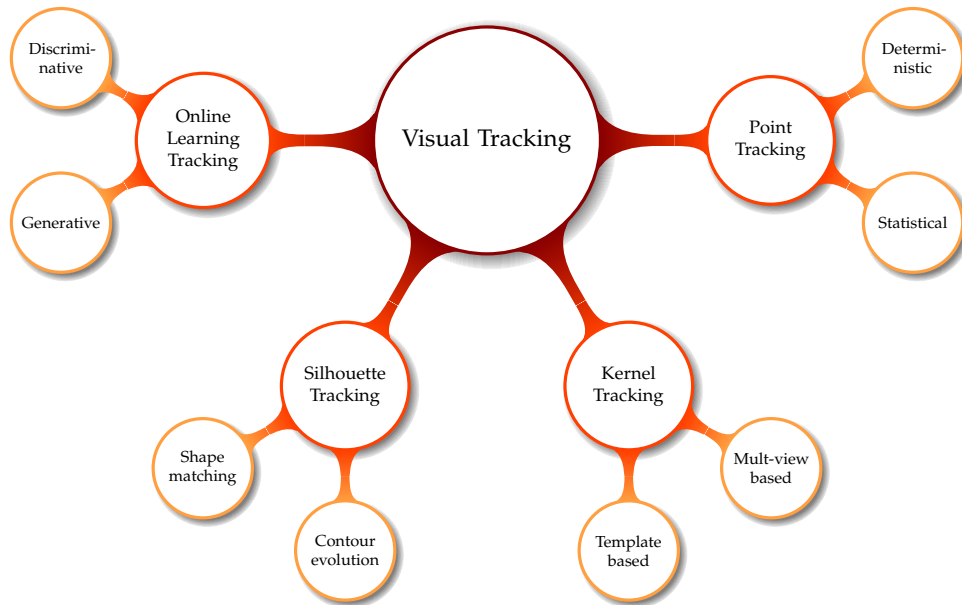 Discrimi-
native
Online
Learning
Tracking
Generative
Visual Tracking
Point
Tracking
Determi-
nistic
Statistical
Silhouette
Tracking
Shape
matching
Contour
evolution
Kernel
Tracking
Mult-view
based
Template
based